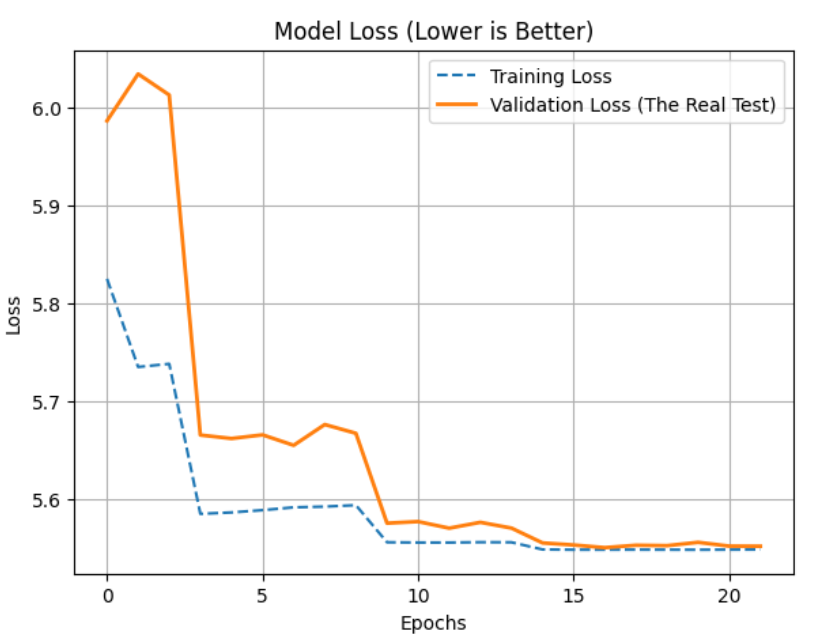 Model Loss (Lower is Better)
Training Loss
Validation Loss (The Real Test)
6.0
5.9
5.8
5.7
5.6
Loss
0 5 10 15 20
Epochs